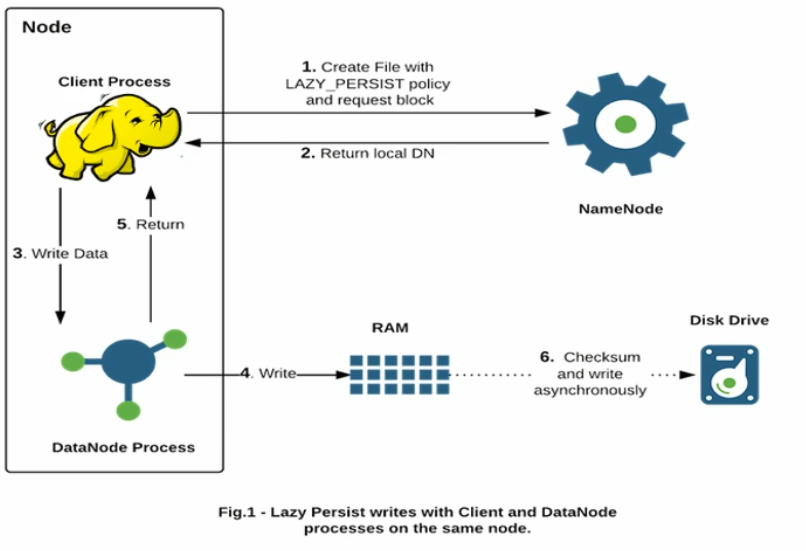 Node
Client Process
1. Create File with
LAZY_PERSIST policy
and request block
2. Return local DN
NameNode
5. Return
3. Write Data
RAM
Disk Drive
4. Write
6. Checksum
and write
asynchronously
DataNode Process
Fig.1 - Lazy Persist writes with Client and DataNode
processes on the same node.